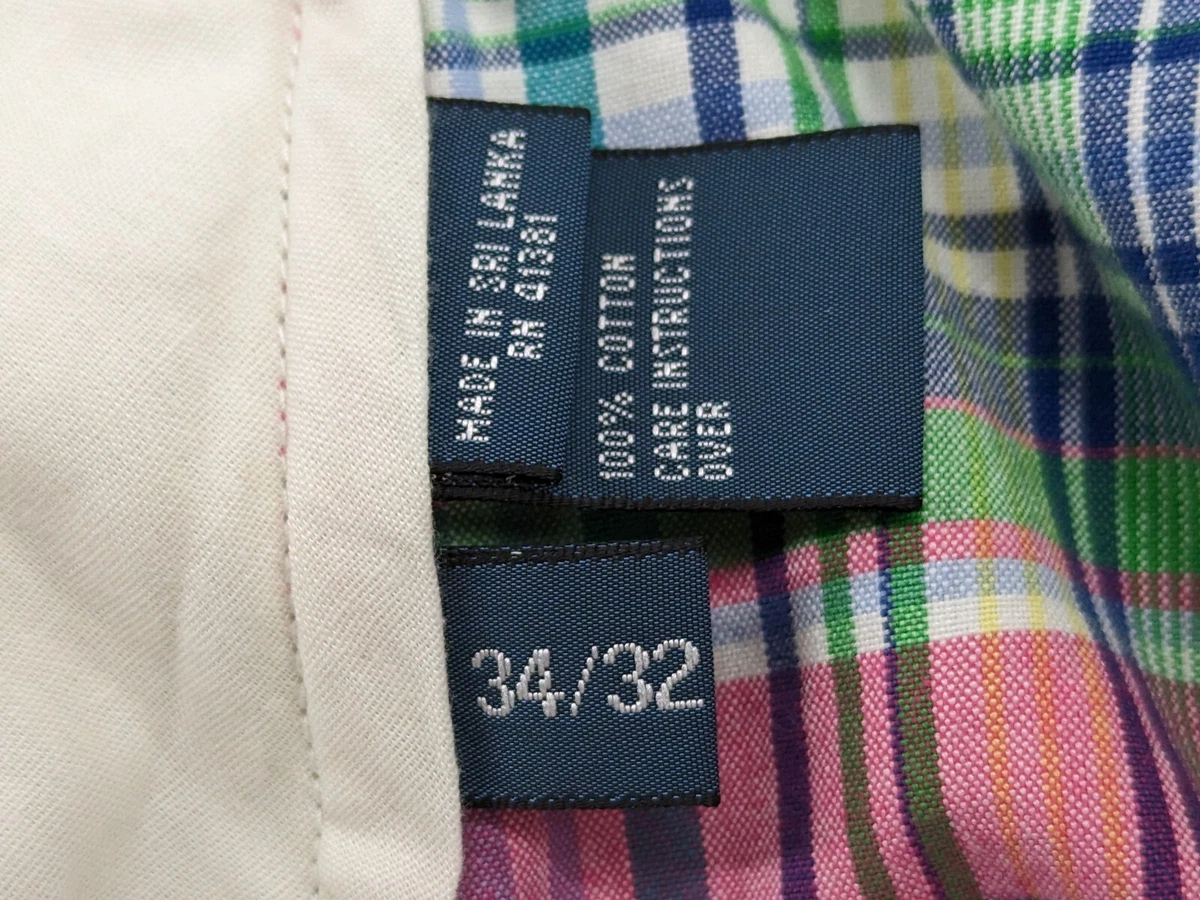 MADE IN SRI LANKA
RN 41381
100% COTTON
CARE INSTRUCTIONS
OVER
34/32